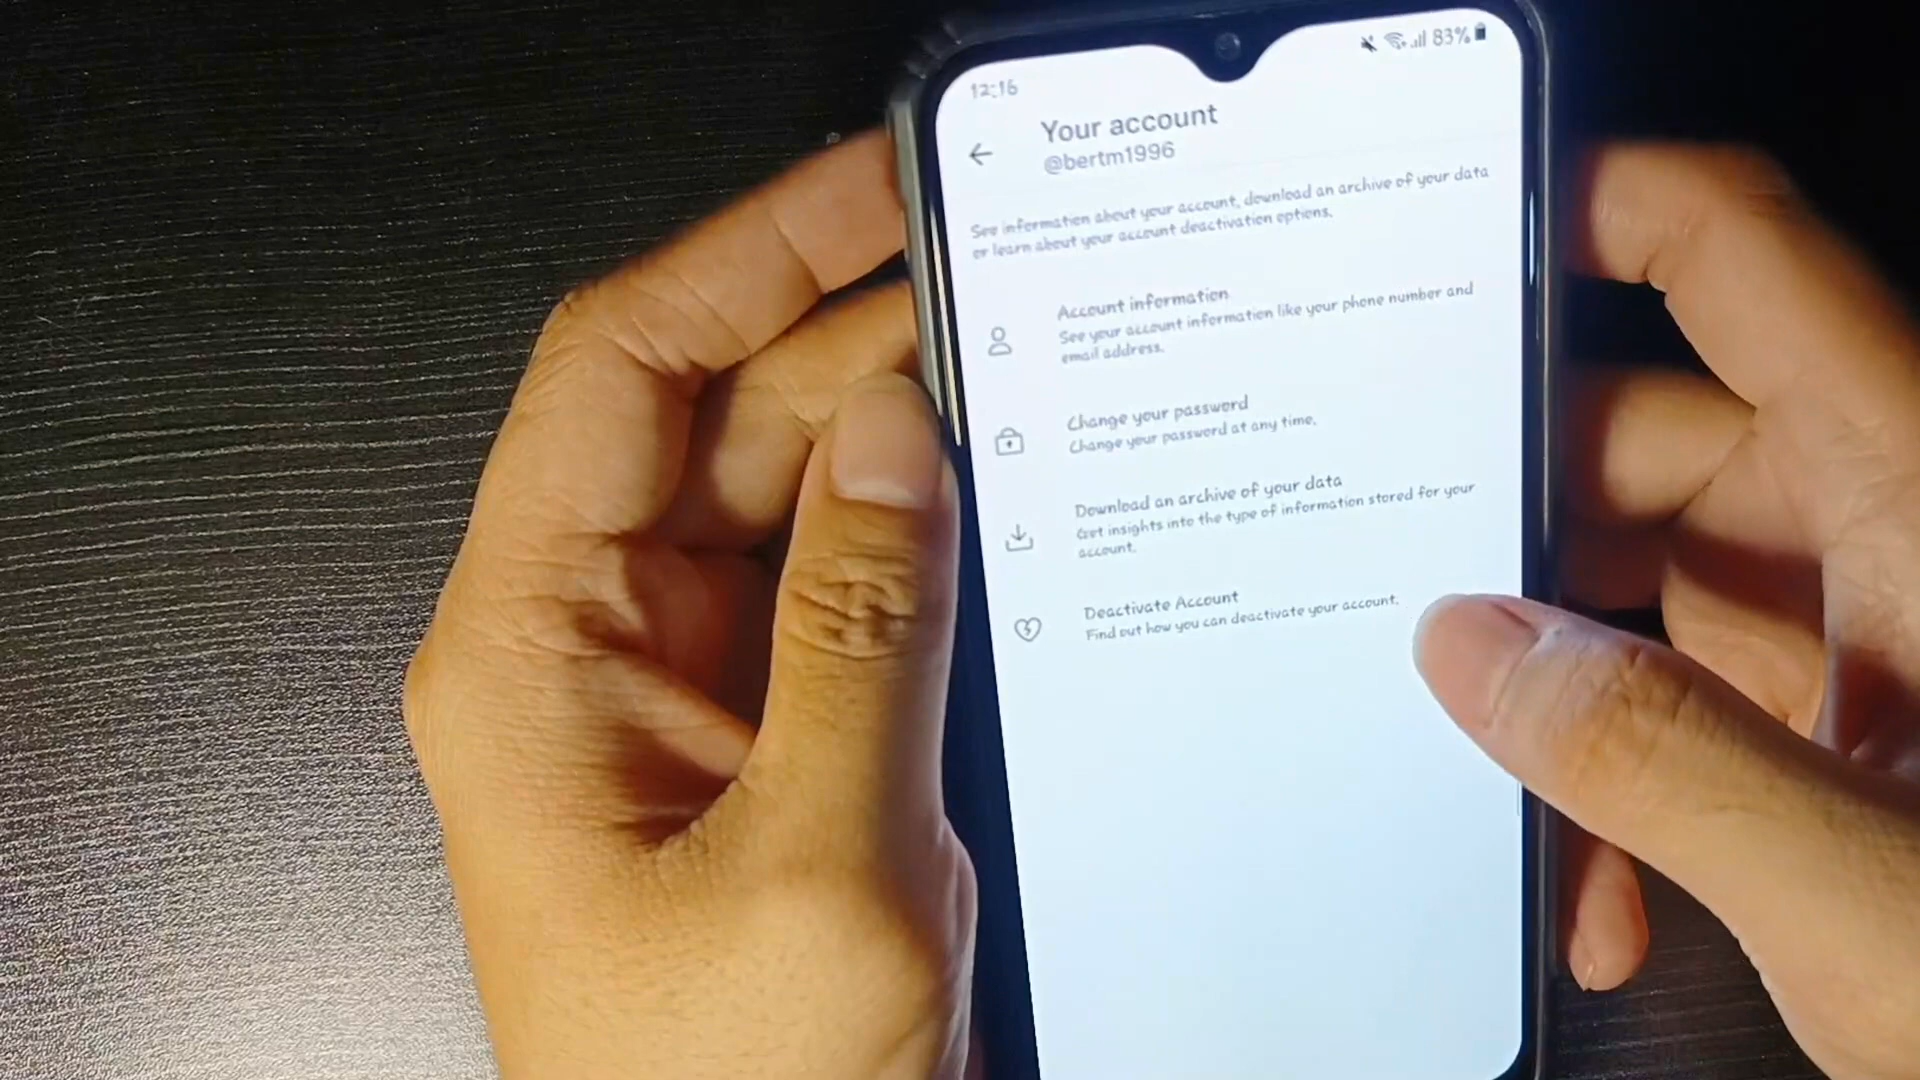 12:16
83%
Your account
@bertm1996
See information about your account, download an archive of your data
or learn about your account deactivation options.
Account information
See your account information like your phone number and
email address.
Change your password
Change your password at any time.
Download an archive of your data
Get insights into the type of information stored for your
account.
Deactivate Account
Find out how you can deactivate your account.